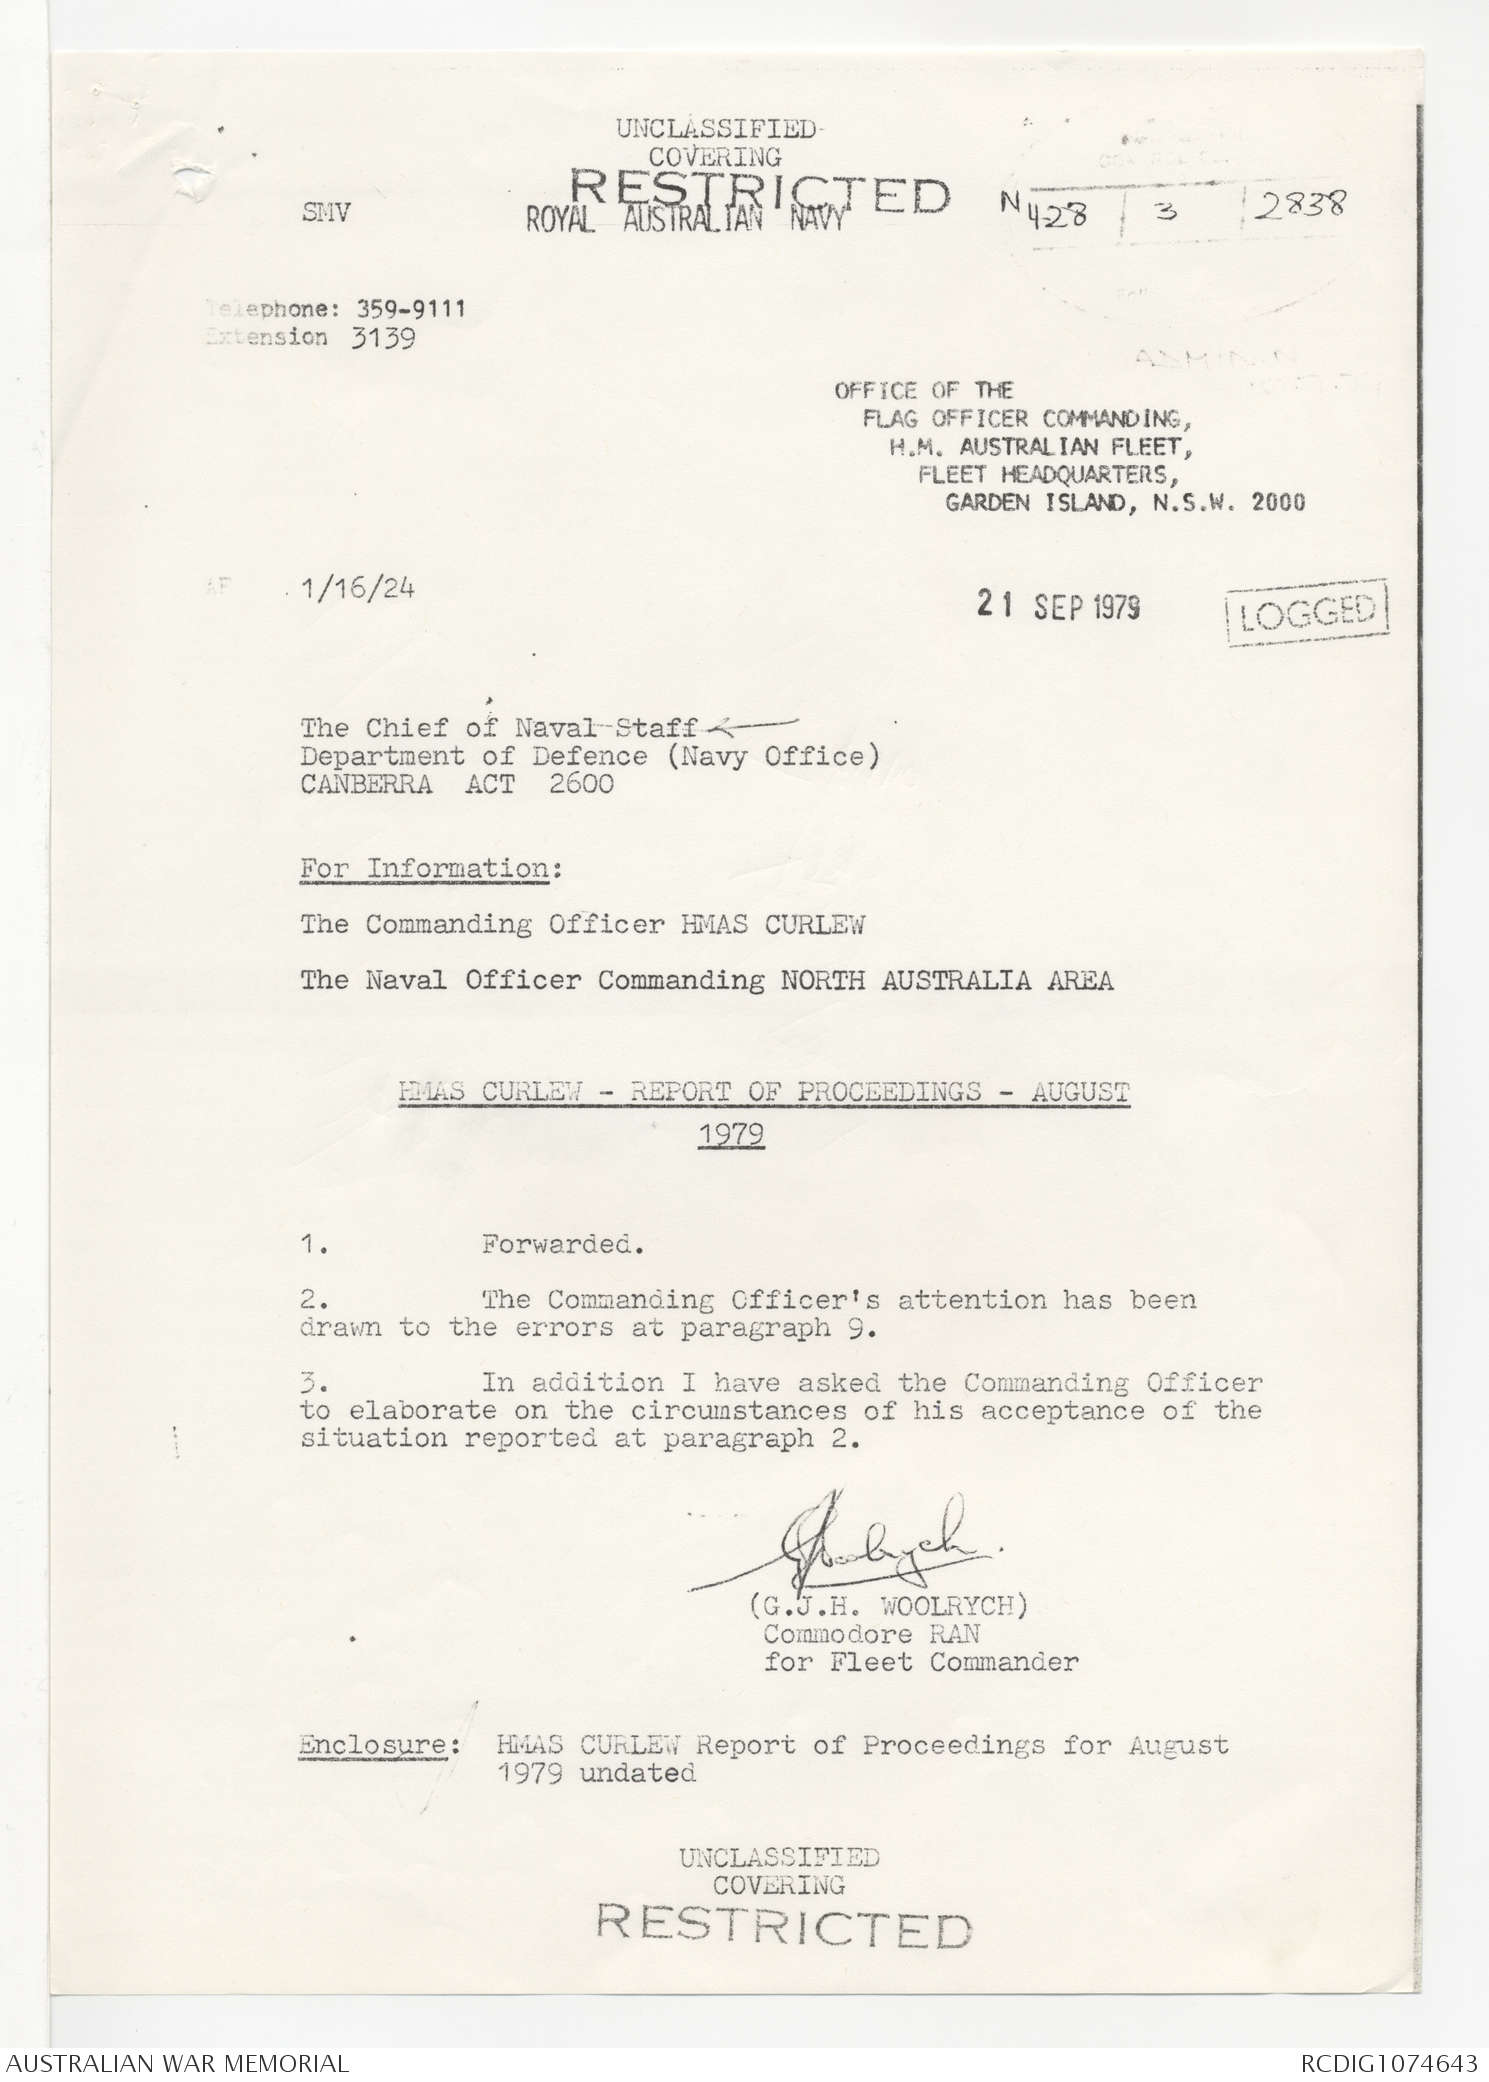 UNCLASSIFIED
COVERING
RESTRICTED
SMV
ROYAL AUSTRALIAN NAVY
N 428 | 3 | 2838
Telephone: 359-9111
Extension 3139
ADMIN
OFFICE OF THE
FLAG OFFICER COMMANDING,
H.M. AUSTRALIAN FLEET,
FLEET HEADQUARTERS,
GARDEN ISLAND, N.S.W. 2000
AF 1/16/24
21 SEP 1979
LOGGED
The Chief of Naval Staff
Department of Defence (Navy Office)
CANBERRA ACT 2600
For Information:
The Commanding Officer HMAS CURLEW
The Naval Officer Commanding NORTH AUSTRALIA AREA
HMAS CURLEW - REPORT OF PROCEEDINGS - AUGUST
1979
1. Forwarded.
2. The Commanding Officer's attention has been
drawn to the errors at paragraph 9.
3. In addition I have asked the Commanding Officer
to elaborate on the circumstances of his acceptance of the
situation reported at paragraph 2.
GJWoolrych.
(G.J.H. WOOLRYCH)
Commodore RAN
for Fleet Commander
Enclosure: HMAS CURLEW Report of Proceedings for August
1979 undated
UNCLASSIFIED
COVERING
RESTRICTED
AUSTRALIAN WAR MEMORIAL
RCDIG1074643